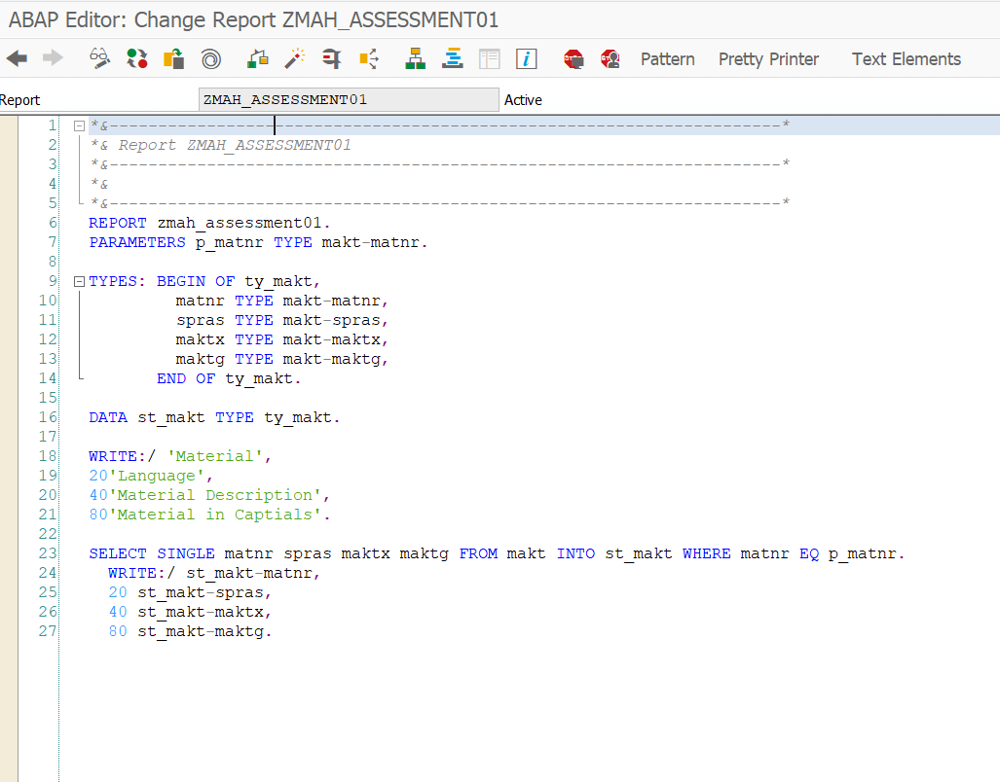 ABAP Editor: Change Report ZMAH_ASSESSMENT01
Pattern Pretty Printer Text Elements
Report ZMAH_ASSESSMENT01 Active
1 *&---------------------------------------------------------------------*
2 *& Report ZMAH_ASSESSMENT01
3 *&---------------------------------------------------------------------*
4 *&
5 *&---------------------------------------------------------------------*
6 REPORT zmah_assessment01.
7 PARAMETERS p_matnr TYPE makt-matnr.
8
9 TYPES: BEGIN OF ty_makt,
10 matnr TYPE makt-matnr,
11 spras TYPE makt-spras,
12 maktx TYPE makt-maktx,
13 maktg TYPE makt-maktg,
14 END OF ty_makt.
15
16 DATA st_makt TYPE ty_makt.
17
18 WRITE:/ 'Material',
19 20'Language',
20 40'Material Description',
21 80'Material in Captials'.
22
23 SELECT SINGLE matnr spras maktx maktg FROM makt INTO st_makt WHERE matnr EQ p_matnr.
24 WRITE:/ st_makt-matnr,
25 20 st_makt-spras,
26 40 st_makt-maktx,
27 80 st_makt-maktg.